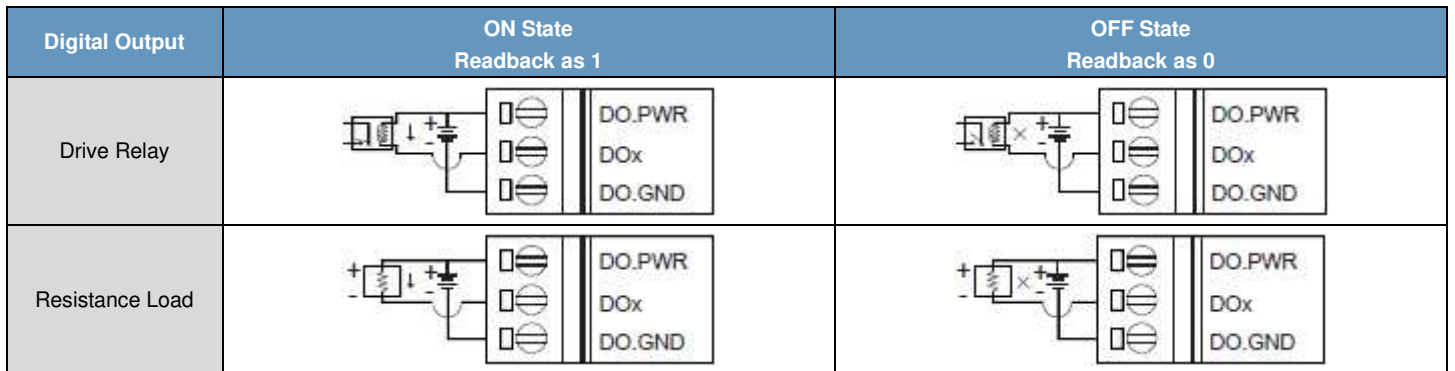 Digital Output
ON State
Readback as 1
OFF State
Readback as 0
Drive Relay
+
-
DO.PWR
DOx
DO.GND
+
-
DO.PWR
DOx
DO.GND
Resistance Load
+
-
+
-
DO.PWR
DOx
DO.GND
+
-
+
-
DO.PWR
DOx
DO.GND